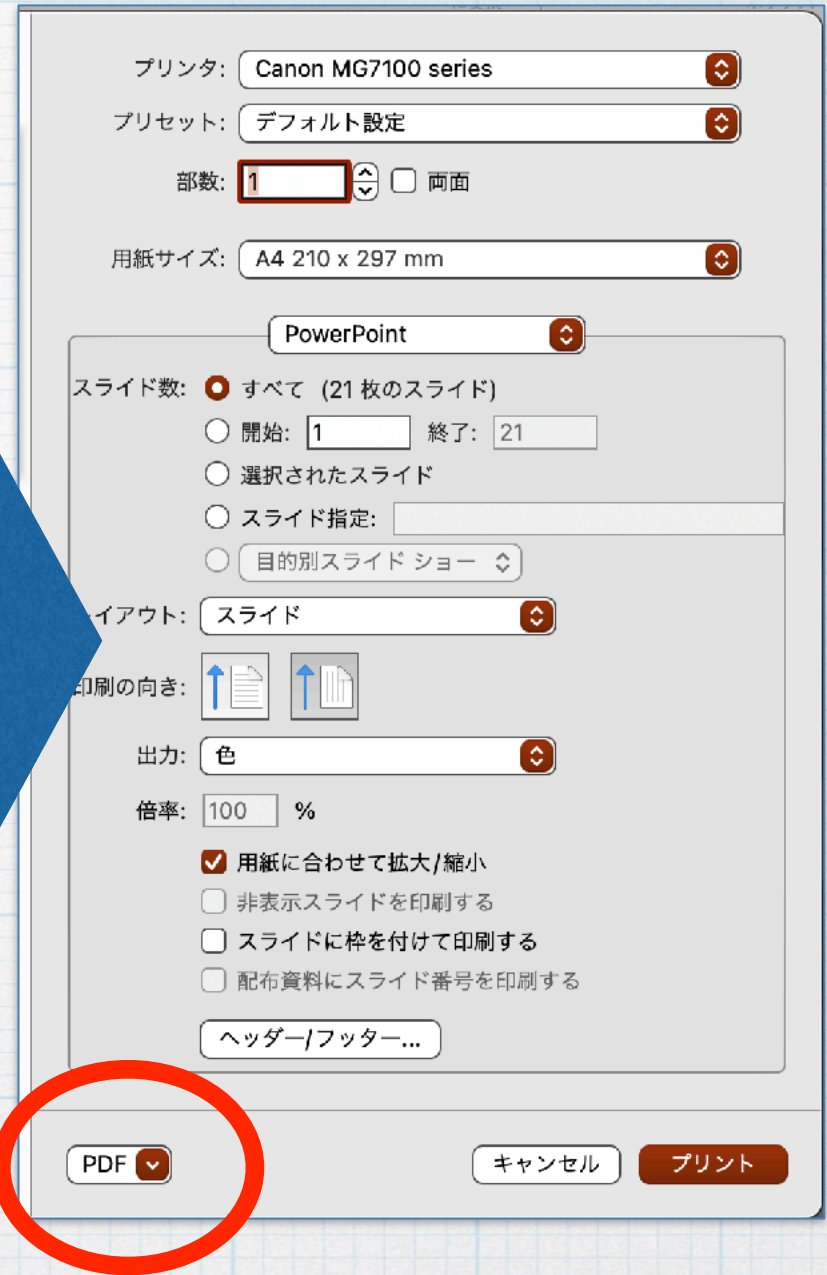 プリンタ: Canon MG7100 series
プリセット: デフォルト設定
部数: 1 両面
用紙サイズ: A4 210 x 297 mm
PowerPoint
スライド数: すべて (21 枚のスライド)
開始: 1 終了: 21
選択されたスライド
スライド指定:
目的別スライド ショー
イアウト: スライド
印刷の向き:
出力: 色
倍率: 100 %
用紙に合わせて拡大/縮小
非表示スライドを印刷する
スライドに枠を付けて印刷する
配布資料にスライド番号を印刷する
ヘッダー/フッター...
PDF キャンセル プリント